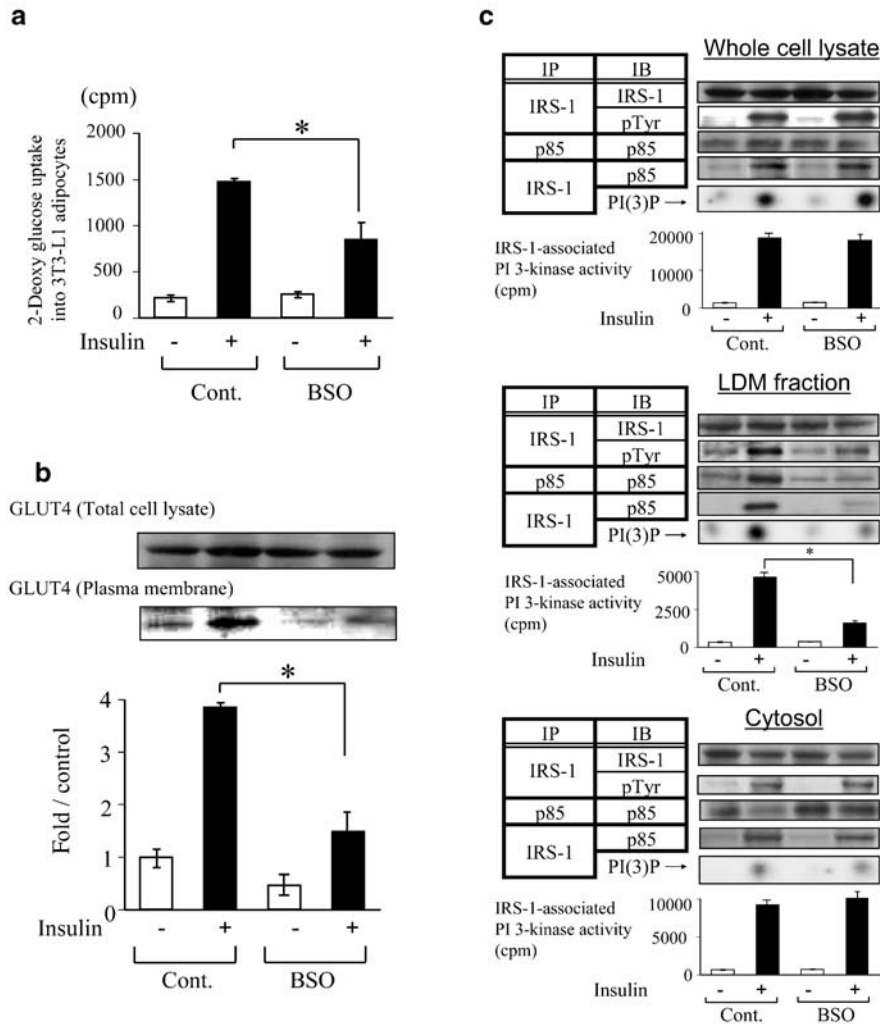 a
(cpm)
2-Deoxy glucose uptake
into 3T3-L1 adipocytes
2000
1500
1000
500
0
*
Insulin - + - +
Cont. BSO
b
GLUT4 (Total cell lysate)
GLUT4 (Plasma membrane)
Fold / control
4
3
2
1
0
*
Insulin - + - +
Cont. BSO
c
Whole cell lysate
IP IB
IRS-1 IRS-1
pTyr
p85 p85
IRS-1 p85
PI(3)P →
IRS-1-associated
PI 3-kinase activity
(cpm)
20000
10000
0
Insulin - + - +
Cont. BSO
LDM fraction
IP IB
IRS-1 IRS-1
pTyr
p85 p85
IRS-1 p85
PI(3)P →
IRS-1-associated
PI 3-kinase activity
(cpm)
5000
2500
0
*
Insulin - + - +
Cont. BSO
Cytosol
IP IB
IRS-1 IRS-1
pTyr
p85 p85
IRS-1 p85
PI(3)P →
IRS-1-associated
PI 3-kinase activity
(cpm)
10000
5000
0
Insulin - + - +
Cont. BSO